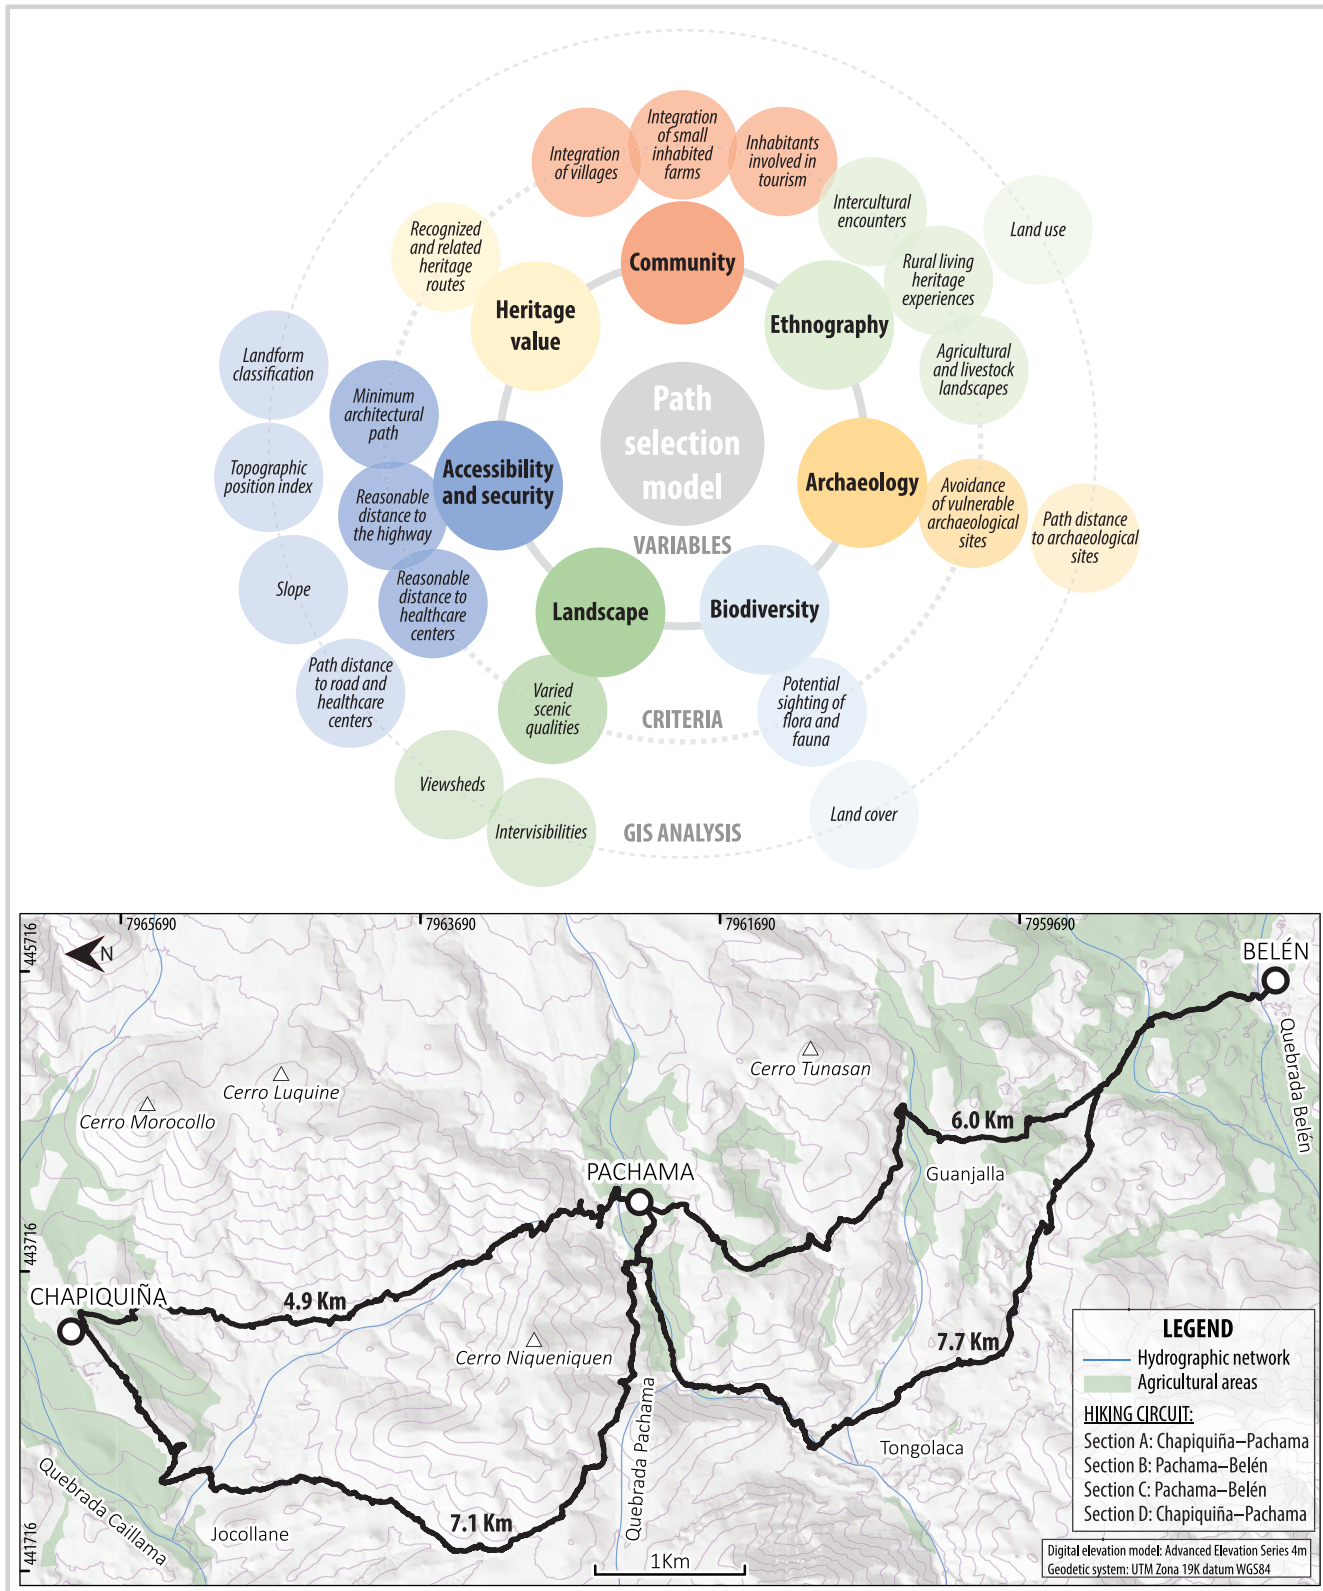 Integration
of villages
Integration
of small
inhabited
farms
Inhabitants
involved in
tourism
Intercultural
encounters
Rural living
heritage
experiences
Agricultural
and livestock
landscapes
Land use
Recognized
and related
heritage
routes
Community
Heritage
value
Ethnography
Path
selection
model
Landform
classification
Minimum
architectural
path
Topographic
position index
Accessibility
and security
Reasonable
distance to
the highway
Archaeology
Avoidance
of vulnerable
archaeological
sites
Path distance
to archaeological
sites
VARIABLES
Slope
Reasonable
distance to
healthcare
centers
Landscape
Biodiversity
Path distance
to road and
healthcare
centers
Varied
scenic
qualities
CRITERIA
Potential
sighting of
flora and
fauna
Viewsheds
Intervisibilities
GIS ANALYSIS
Land cover
7965690
7963690
7961690
7959690
445716
443716
441716
N
BELÉN
Quebrada Belén
Cerro Luquine
Cerro Morocollo
Cerro Tunasan
6.0 Km
Guanjalla
PACHAMA
CHAPIQUIÑA
4.9 Km
Cerro Niqueniquen
7.7 Km
Quebrada Pachama
Tongolaca
Quebrada Caillama
Jocollane
7.1 Km
1Km
LEGEND
Hydrographic network
Agricultural areas
HIKING CIRCUIT:
Section A: Chapiquiña–Pachama
Section B: Pachama–Belén
Section C: Pachama–Belén
Section D: Chapiquiña–Pachama
Digital elevation model: Advanced Elevation Series 4m
Geodetic system: UTM Zona 19K datum WGS84